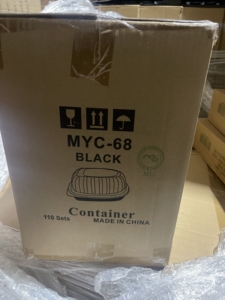 MYC-68
BLACK
Container
110 Sets
MADE IN CHINA